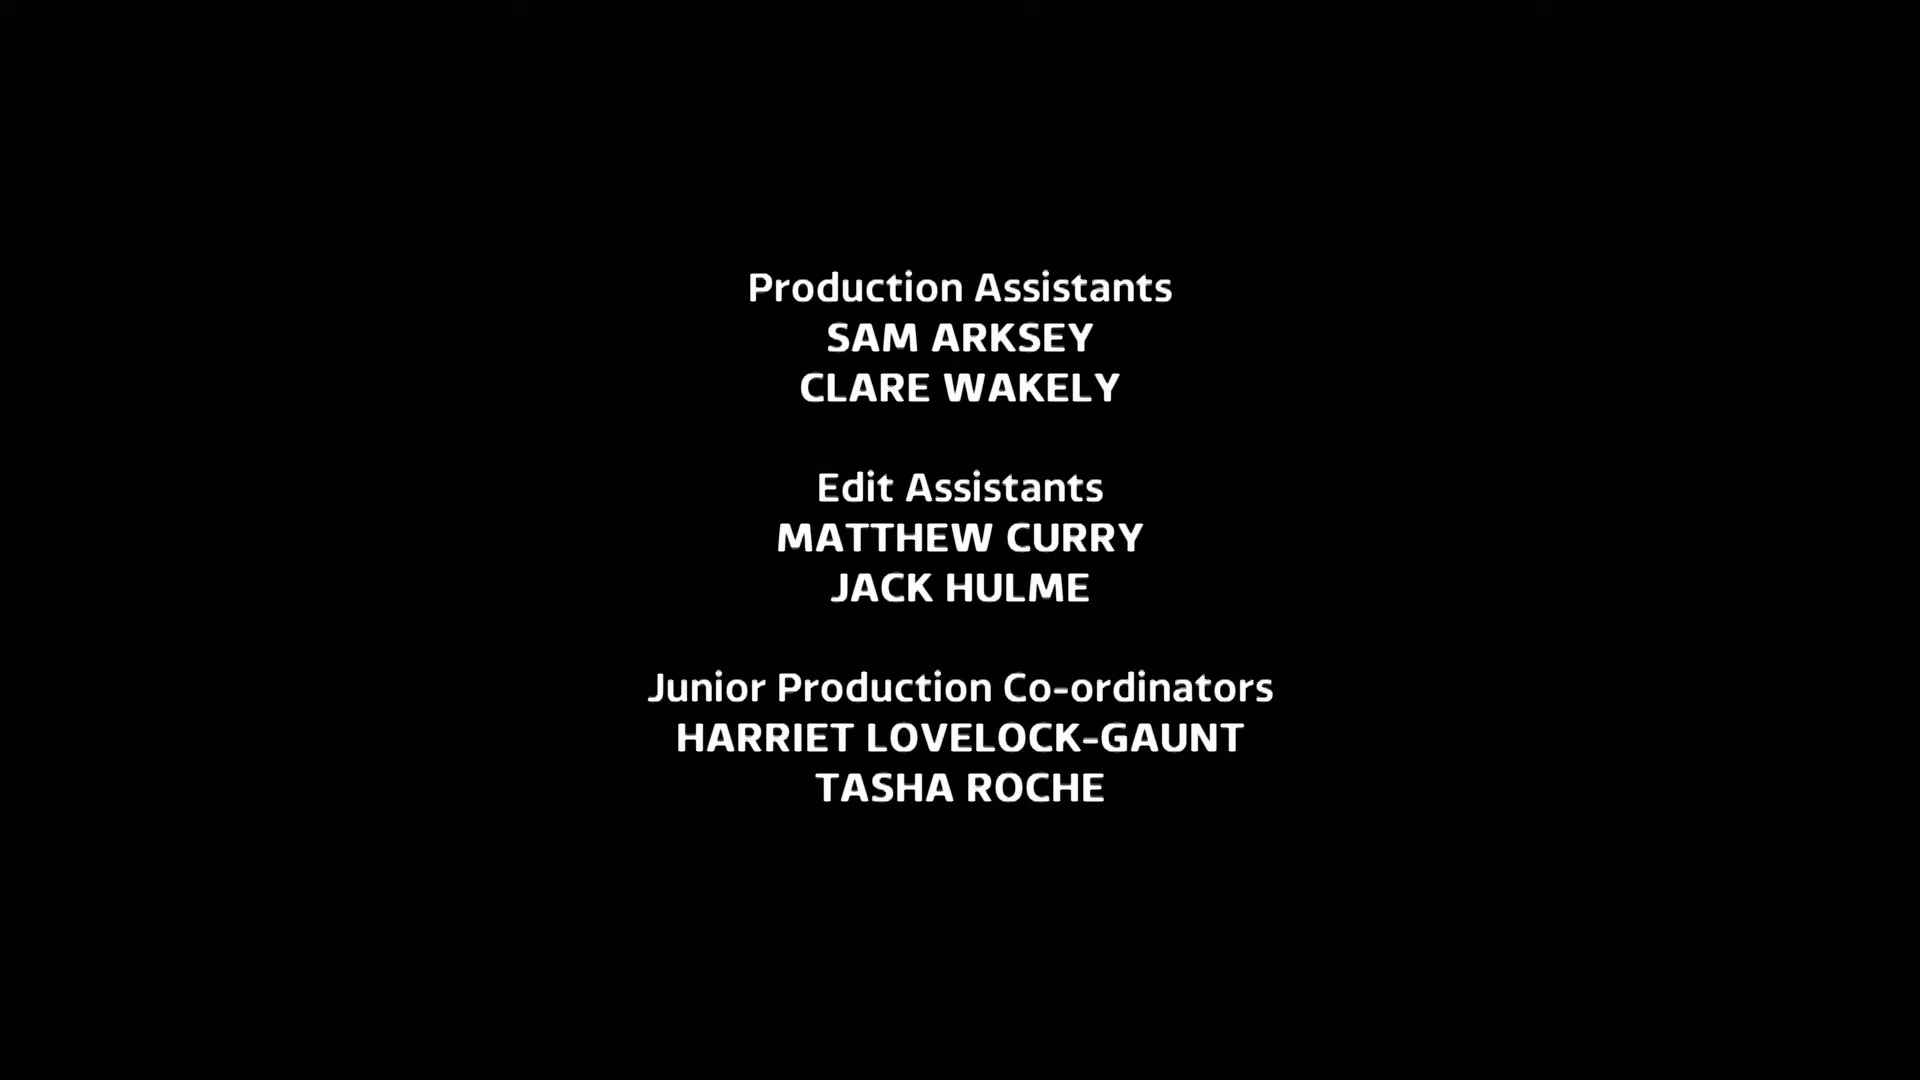 Production Assistants
SAM ARKSEY
CLARE WAKELY
Edit Assistants
MATTHEW CURRY
JACK HULME
Junior Production Co-ordinators
HARRIET LOVELOCK-GAUNT
TASHA ROCHE